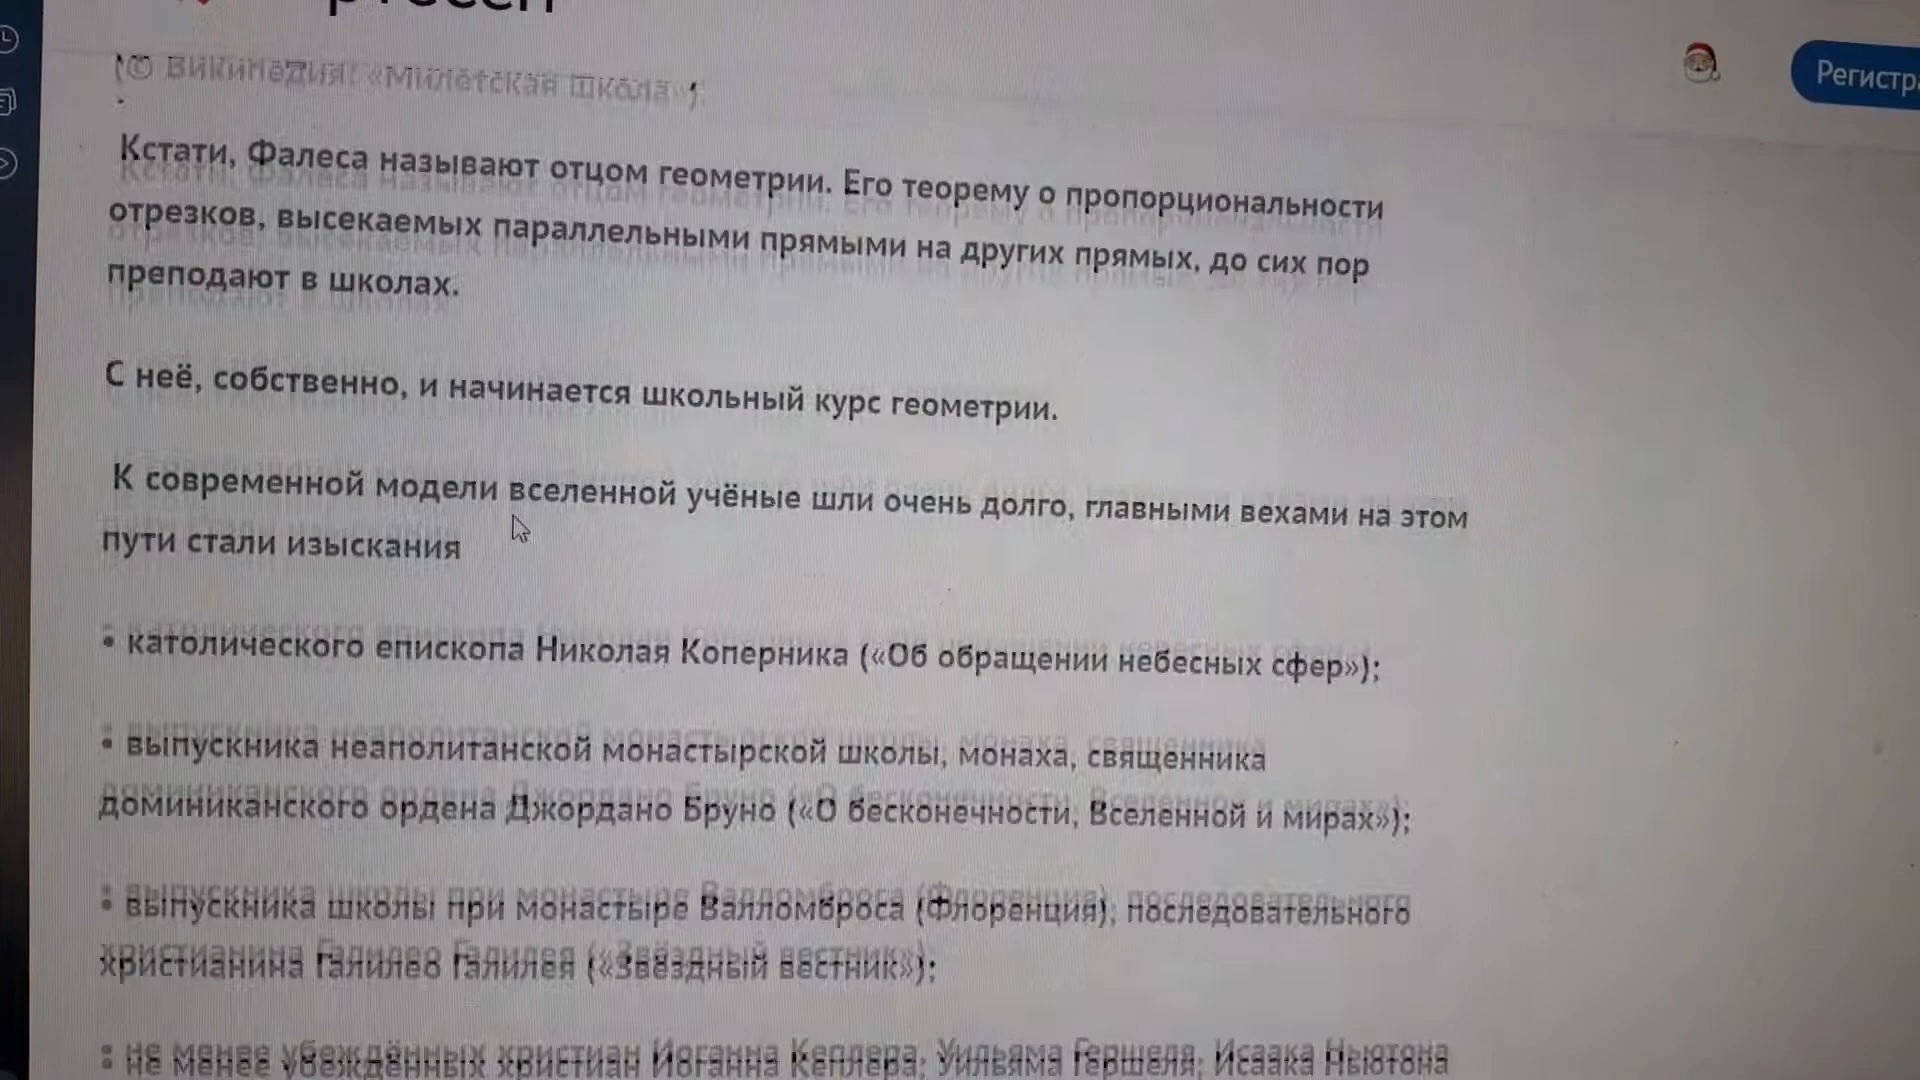 (© Википедия: «Милетская школа»).
Кстати, Фалеса называют отцом геометрии. Его теорему о пропорциональности
отрезков, высекаемых параллельными прямыми на других прямых, до сих пор
преподают в школах.
С неё, собственно, и начинается школьный курс геометрии.
К современной модели вселенной учёные шли очень долго, главными вехами на этом
пути стали изыскания
• католического епископа Николая Коперника («Об обращении небесных сфер»);
• выпускника неаполитанской монастырской школы, монаха, священника
доминиканского ордена Джордано Бруно («О бесконечности, Вселенной и мирах»);
• выпускника школы при монастыре Валломброса (Флоренция), последовательного
христианина Галилео Галилея («Звёздный вестник»);
• не менее убеждённых христиан Иоганна Кеплера, Уильяма Гершеля, Исаака Ньютона
Регистра